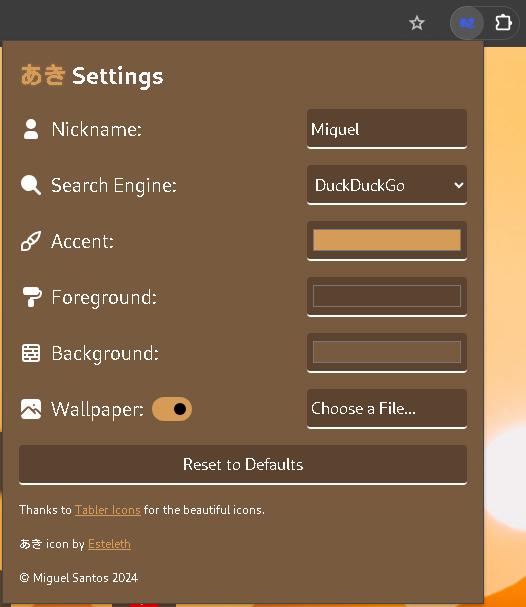 あき Settings
Nickname: Miquel
Search Engine: DuckDuckGo
Accent:
Foreground:
Background:
Wallpaper: Choose a File...
Reset to Defaults
Thanks to Tabler Icons for the beautiful icons.
あき icon by Esteleth
© Miguel Santos 2024